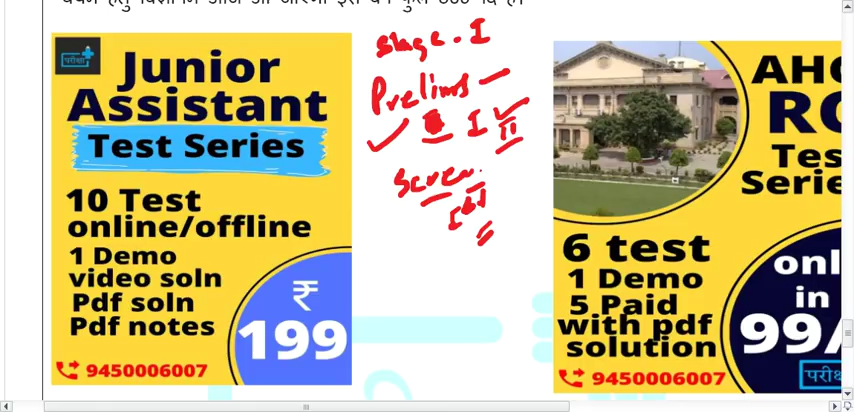 परीक्षा
Junior
Assistant
Test Series
10 Test
online/offline
1 Demo
video soln
Pdf soln
Pdf notes
₹
199
9450006007
Stage. I
Prelims
I II
AHC
RO
Tes
Serie
6 test
1 Demo
5 Paid
with pdf
solution
onl
in
99/
9450006007
परीक्षा